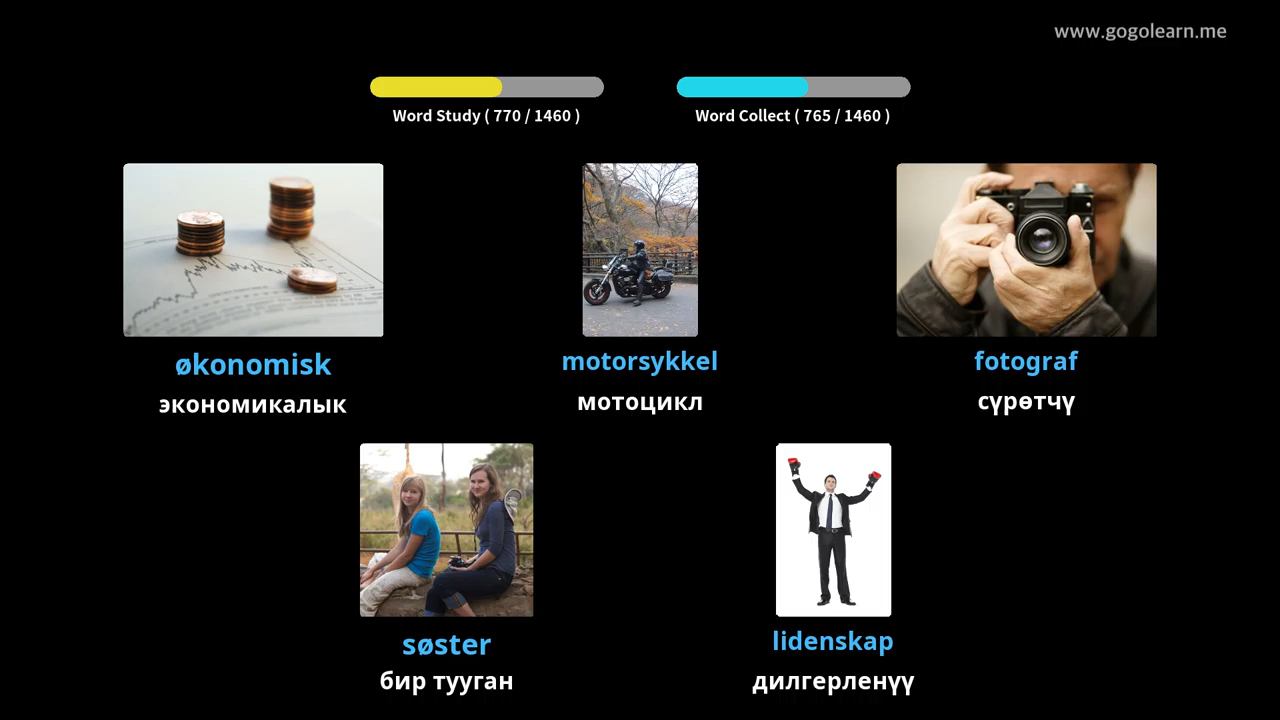 www.gogolearn.me
Word Study ( 770 / 1460 )
Word Collect ( 765 / 1460 )
økonomisk
экономикалык
motorsykkel
мотоцикл
fotograf
сүрөтчү
søster
бир тууган
lidenskap
дилгерленүү